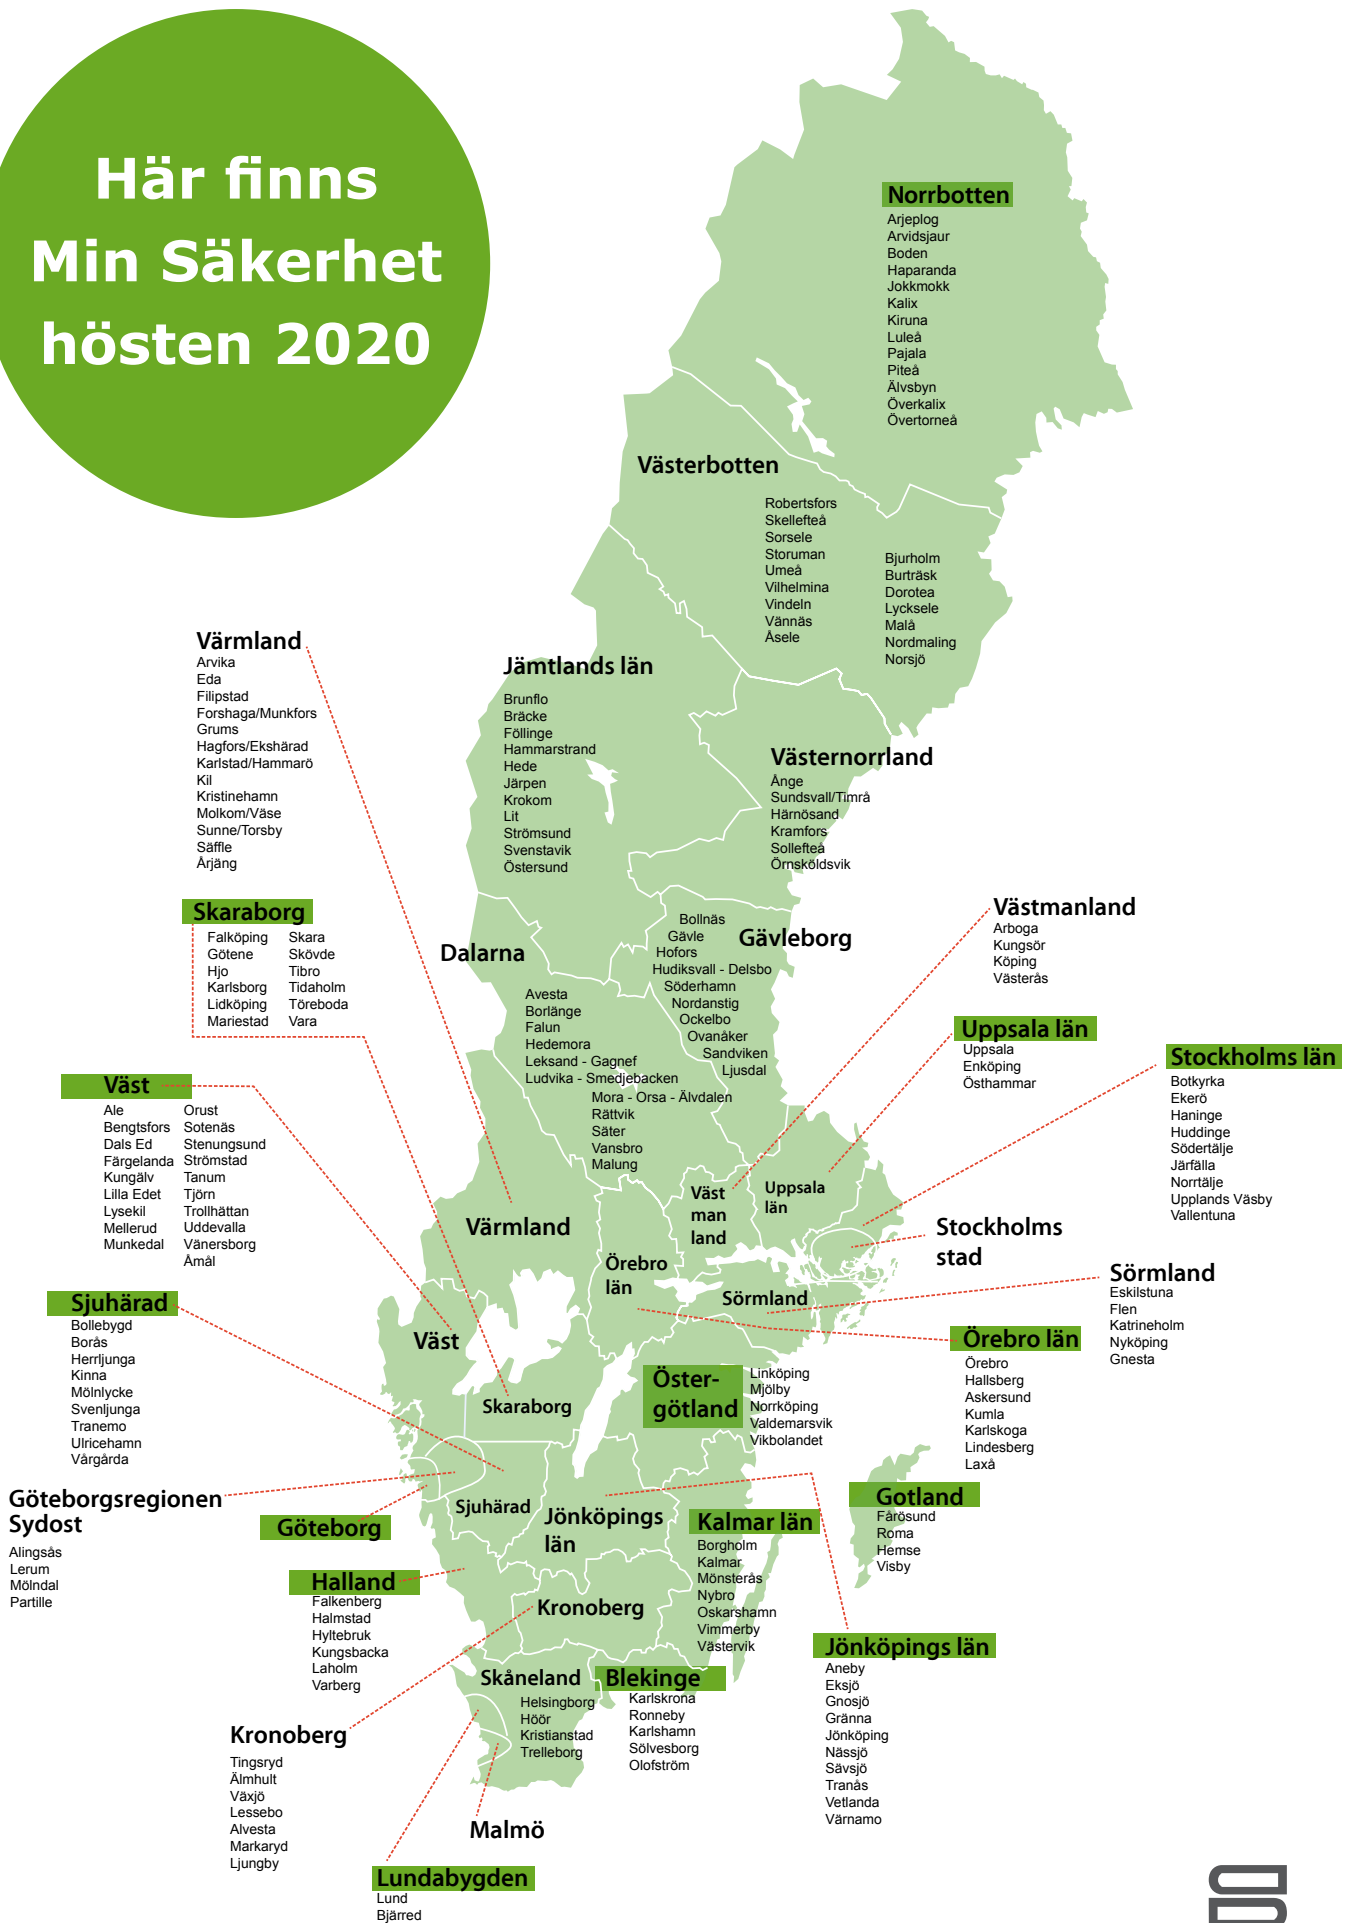 Här finns
Min Säkerhet
hösten 2020
Norrbotten
Arjeplog
Arvidsjaur
Boden
Haparanda
Jokkmokk
Kalix
Kiruna
Luleå
Pajala
Piteå
Älvsbyn
Överkalix
Övertorneå
Västerbotten
Robertsfors
Skellefteå
Sorsele
Storuman
Umeå
Vilhelmina
Vindeln
Vännäs
Åsele
Bjurholm
Burträsk
Dorotea
Lycksele
Malå
Nordmaling
Norsjö
Värmland
Arvika
Eda
Filipstad
Forshaga/Munkfors
Grums
Hagfors/Ekshärad
Karlstad/Hammarö
Kil
Kristinehamn
Molkom/Väse
Sunne/Torsby
Säffle
Årjäng
Jämtlands län
Brunflo
Bräcke
Föllinge
Hammarstrand
Hede
Järpen
Krokom
Lit
Strömsund
Svenstavik
Östersund
Västernorrland
Ånge
Sundsvall/Timrå
Härnösand
Kramfors
Sollefteå
Örnsköldsvik
Skaraborg
Falköping
Götene
Hjo
Karlsborg
Lidköping
Mariestad
Skara
Skövde
Tibro
Tidaholm
Töreboda
Vara
Dalarna
Avesta
Borlänge
Falun
Hedemora
Leksand - Gagnef
Ludvika - Smedjebacken
Mora - Orsa - Älvdalen
Rättvik
Säter
Vansbro
Malung
Gävleborg
Bollnäs
Gävle
Hofors
Hudiksvall - Delsbo
Söderhamn
Nordanstig
Ockelbo
Ovanåker
Sandviken
Ljusdal
Västmanland
Arboga
Kungsör
Köping
Västerås
Uppsala län
Uppsala
Enköping
Östhammar
Stockholms län
Botkyrka
Ekerö
Haninge
Huddinge
Södertälje
Järfälla
Norrtälje
Upplands Väsby
Vallentuna
Väst
Ale
Bengtsfors
Dals Ed
Färgelanda
Kungälv
Lilla Edet
Lysekil
Mellerud
Munkedal
Orust
Sotenäs
Stenungsund
Strömstad
Tanum
Tjörn
Trollhättan
Uddevalla
Vänersborg
Åmål
Värmland
Väst
man
land
Uppsala
län
Örebro
län
Stockholms
stad
Sörmland
Sörmland
Eskilstuna
Flen
Katrineholm
Nyköping
Gnesta
Sjuhärad
Bollebygd
Borås
Herrljunga
Kinna
Mölnlycke
Svenljunga
Tranemo
Ulricehamn
Vårgårda
Väst
Skaraborg
Öster-
götland
Linköping
Mjölby
Norrköping
Valdemarsvik
Vikbolandet
Örebro län
Örebro
Hallsberg
Askersund
Kumla
Karlskoga
Lindesberg
Laxå
Göteborgsregionen
Sydost
Alingsås
Lerum
Mölndal
Partille
Göteborg
Sjuhärad
Jönköpings
län
Kalmar län
Borgholm
Kalmar
Mönsterås
Nybro
Oskarshamn
Vimmerby
Västervik
Gotland
Fårösund
Roma
Hemse
Visby
Halland
Falkenberg
Halmstad
Hyltebruk
Kungsbacka
Laholm
Varberg
Kronoberg
Jönköpings län
Aneby
Eksjö
Gnosjö
Gränna
Jönköping
Nässjö
Sävsjö
Tranås
Vetlanda
Värnamo
Skåneland
Helsingborg
Höör
Kristianstad
Trelleborg
Blekinge
Karlskrona
Ronneby
Karlshamn
Sölvesborg
Olofström
Kronoberg
Tingsryd
Älmhult
Växjö
Lessebo
Alvesta
Markaryd
Ljungby
Malmö
Lundabygden
Lund
Bjärred